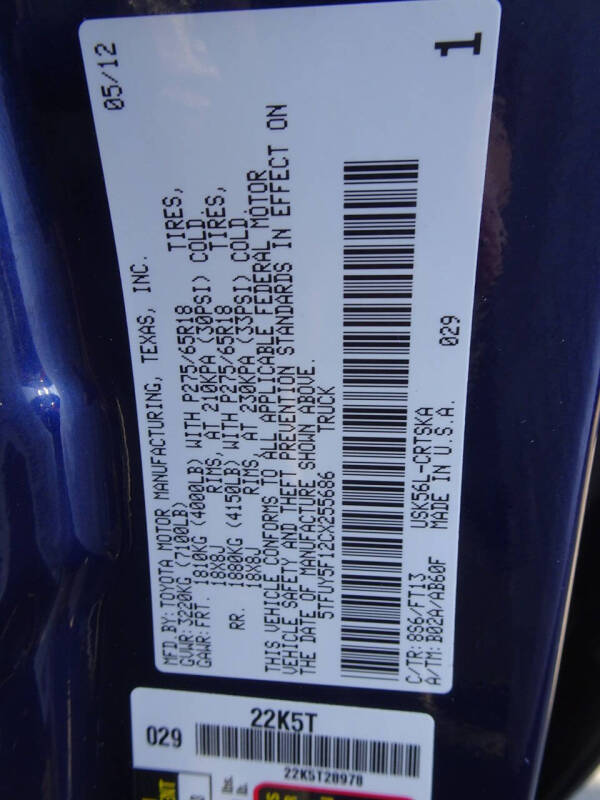 MFD.BY: TOYOTA MOTOR MANUFACTURING, TEXAS, INC. 05/12
GVWR: 3220KG (7100LB)
GAWR: FRT. 1810KG (4000LB) WITH P275/65R18 TIRES,
18X8J RIMS, AT 210KPA (30PSI) COLD
RR. 1880KG (4150LB) WITH P275/65R18 TIRES,
18X8J RIMS, AT 230KPA (33PSI) COLD.
THIS VEHICLE CONFORMS TO ALL APPLICABLE FEDERAL MOTOR
VEHICLE SAFETY AND THEFT PREVENTION STANDARDS IN EFFECT ON
THE DATE OF MANUFACTURE SHOWN ABOVE.
5TFUY5F12CX255686 TRUCK
C/TR: 8S6/FT13 USK56L-CRTSKA 029
A/TM: B02A/AB60F MADE IN U.S.A. 1
22K5T
029
22K5T20978